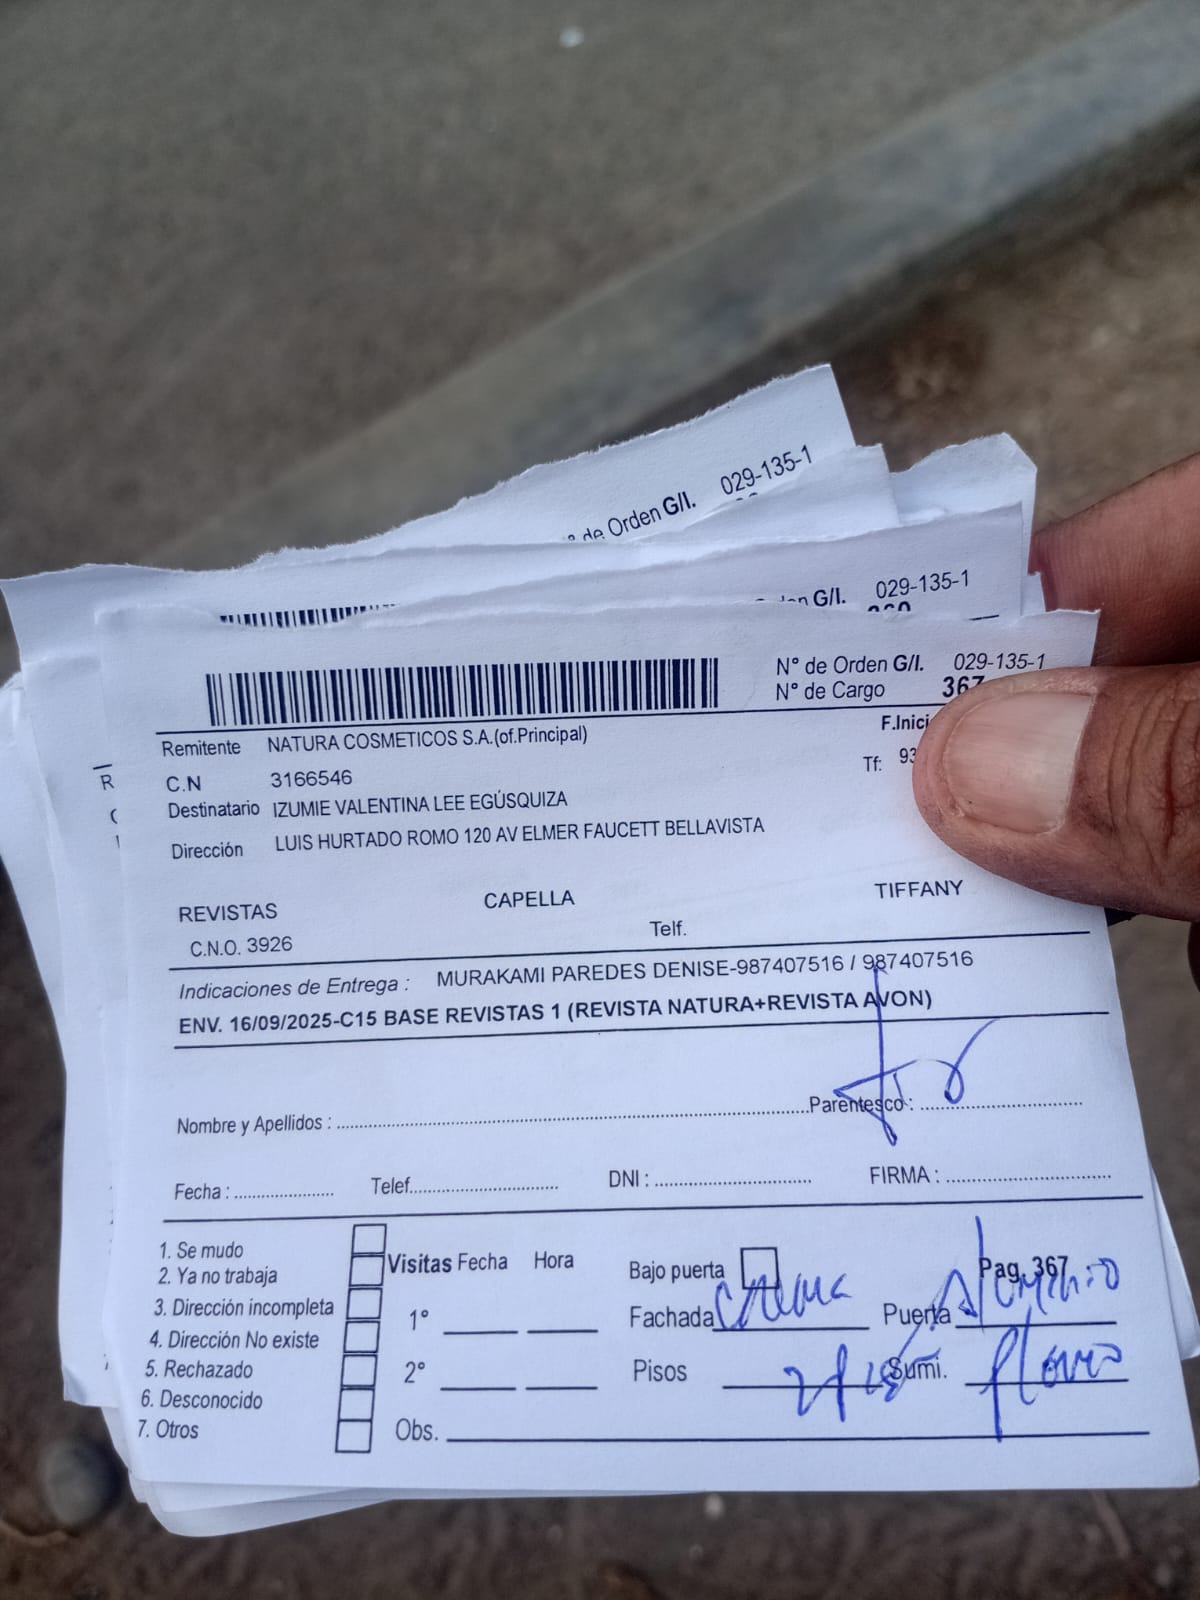 029-135-1
de Orden G/I.
G/I. 029-135-1
N° de Orden G/I. 029-135-1
N° de Cargo 367
Remitente NATURA COSMETICOS S.A.(of.Principal)
F.Inici
C.N 3166546
Tf: 93
Destinatario IZUMIE VALENTINA LEE EGÚSQUIZA
Dirección LUIS HURTADO ROMO 120 AV ELMER FAUCETT BELLAVISTA
REVISTAS CAPELLA TIFFANY
C.N.O. 3926 Telf.
Indicaciones de Entrega : MURAKAMI PAREDES DENISE-987407516 / 987407516
ENV. 16/09/2025-C15 BASE REVISTAS 1 (REVISTA NATURA+REVISTA AVON)
Nombre y Apellidos : Parentesco :
Fecha : Telef. DNI : FIRMA :
1. Se mudo
2. Ya no trabaja
3. Dirección incompleta
4. Dirección No existe
5. Rechazado
6. Desconocido
7. Otros
Visitas Fecha Hora
1°
2°
Obs.
Bajo puerta Pag. 367
Fachada Crema Puerta Aluminio
Pisos Sumi.